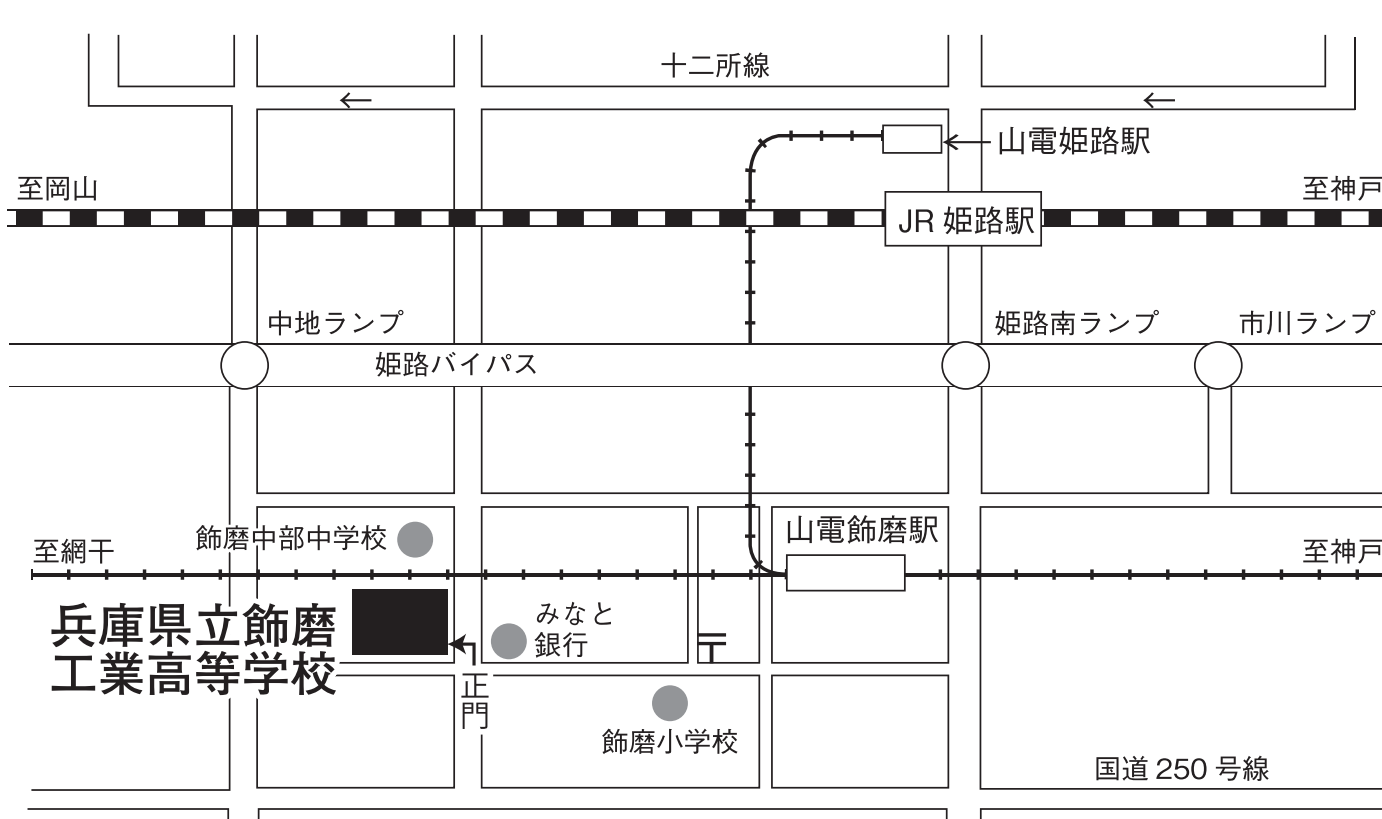 十二所線
←
←
山電姫路駅
至岡山
至神戸
JR 姫路駅
中地ランプ
姫路南ランプ
市川ランプ
姫路バイパス
山電飾磨駅
飾磨中部中学校
至網干
至神戸
兵庫県立飾磨
工業高等学校
みなと
銀行
〒
正門
飾磨小学校
国道 250 号線